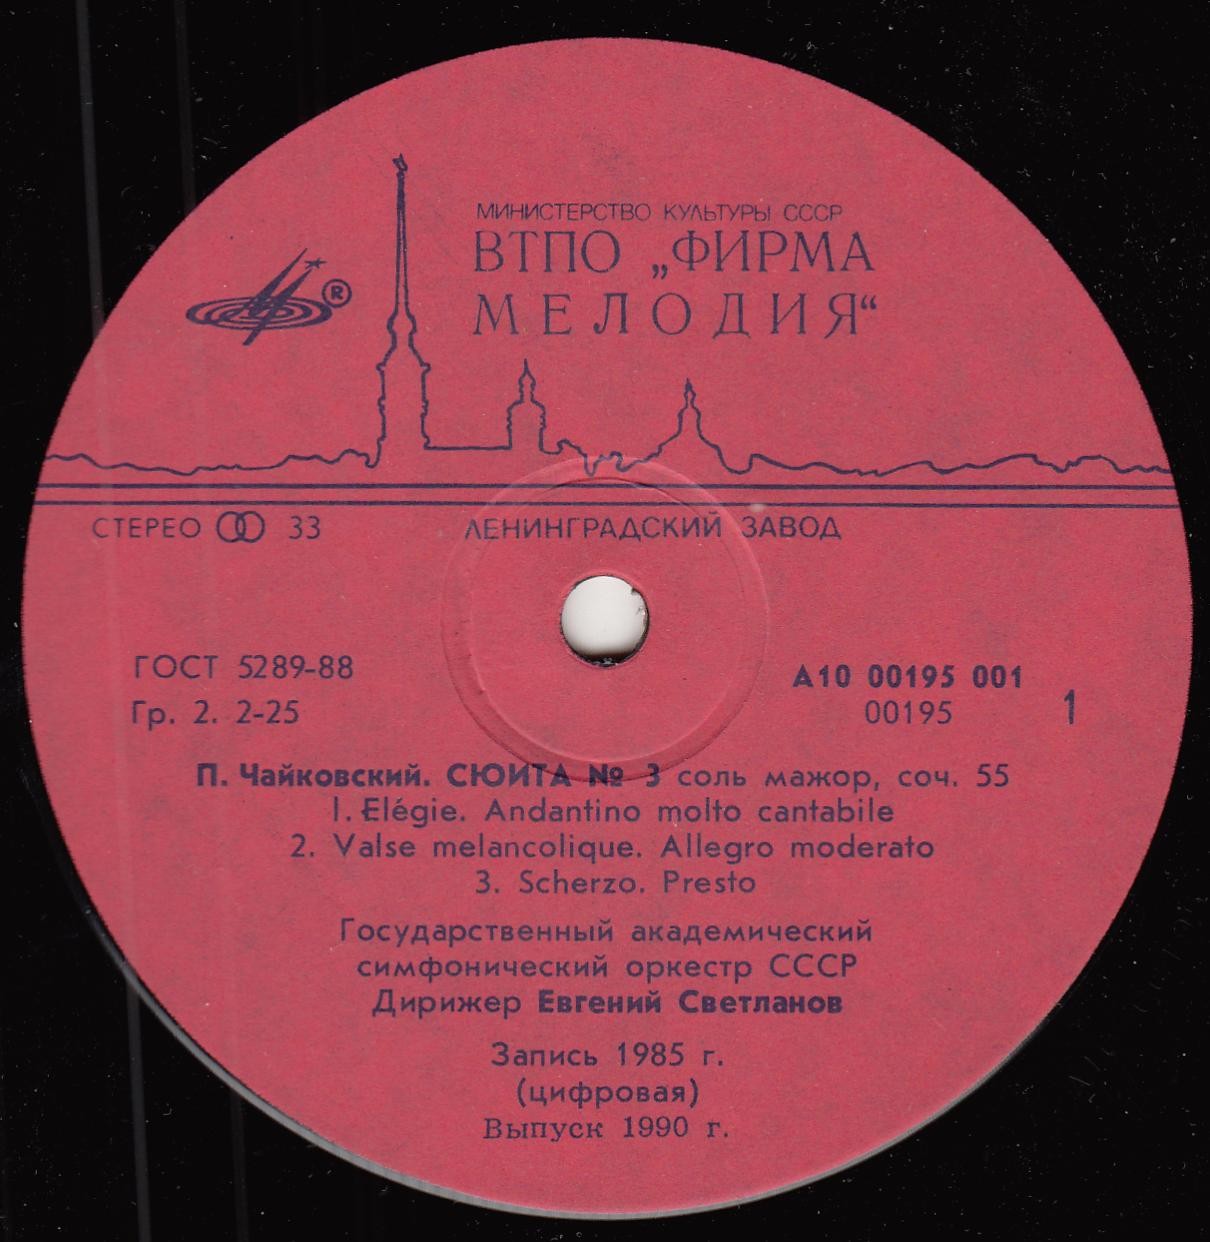 МИНИСТЕРСТВО КУЛЬТУРЫ СССР
ВТПО „ФИРМА
МЕЛОДИЯ“
®
СТЕРЕО 33
ЛЕНИНГРАДСКИЙ ЗАВОД
ГОСТ 5289-88
Гр. 2. 2-25
А10 00195 001
00195
1
П. Чайковский. СЮИТА № 3 соль мажор, соч. 55
1. Elégie. Andantino molto cantabile
2. Valse melancolique. Allegro moderato
3. Scherzo. Presto
Государственный академический
симфонический оркестр СССР
Дирижер Евгений Светланов
Запись 1985 г.
(цифровая)
Выпуск 1990 г.